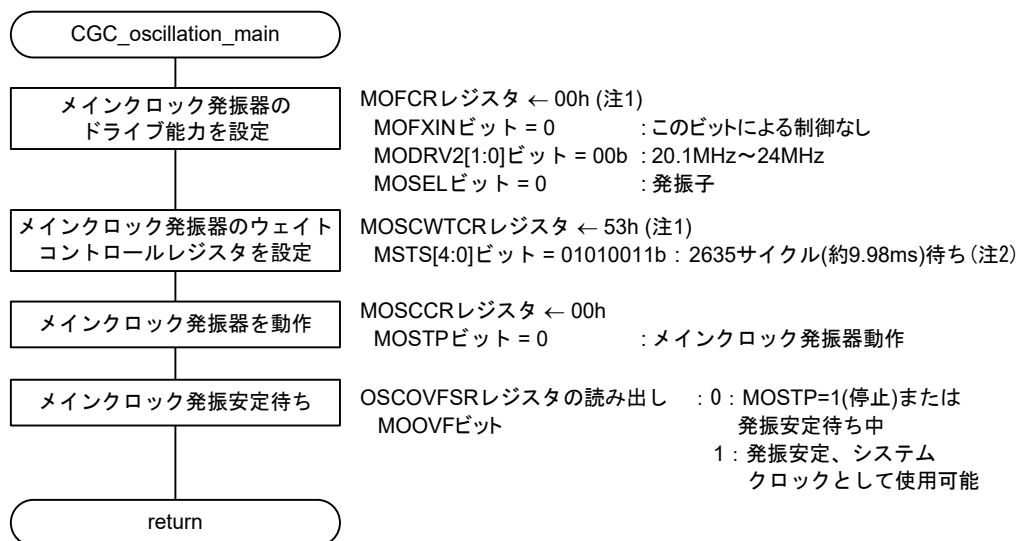 CGC_oscillation_main
メインクロック発振器の
ドライブ能力を設定
MOFCRレジスタ ← 00h (注1)
MOFXINビット = 0 : このビットによる制御なし
MODRV2[1:0]ビット = 00b : 20.1MHz～24MHz
MOSELビット = 0 : 発振子
メインクロック発振器のウェイト
コントロールレジスタを設定
MOSCWTCRレジスタ ← 53h (注1)
MSTS[4:0]ビット = 01010011b : 2635サイクル(約9.98ms)待ち(注2)
メインクロック発振器を動作
MOSCCRレジスタ ← 00h
MOSTPビット = 0 : メインクロック発振器動作
メインクロック発振安定待ち
OSCOVFSRレジスタの読み出し : 0 : MOSTP=1(停止)または
MOOVFビット 発振安定待ち中
1 : 発振安定、システム
クロックとして使用可能
return